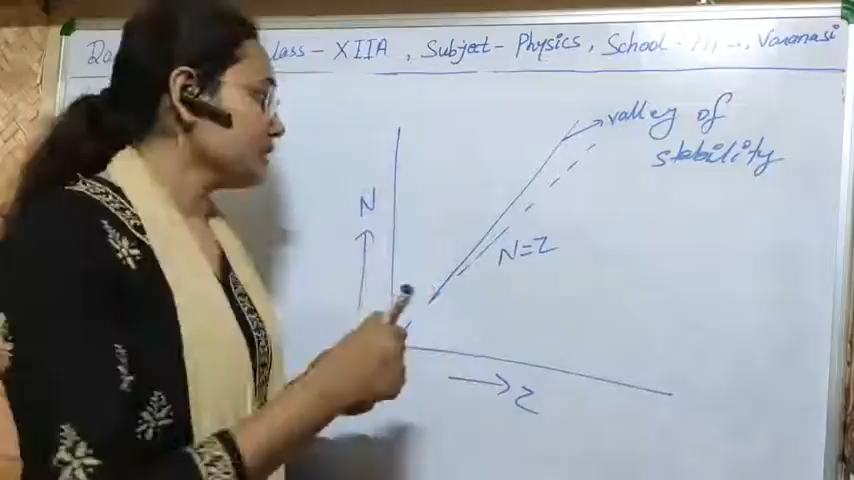 Class - XIIA , Subject - Physics , School - , Varanasi
valley of
stability
N
N=Z
Z